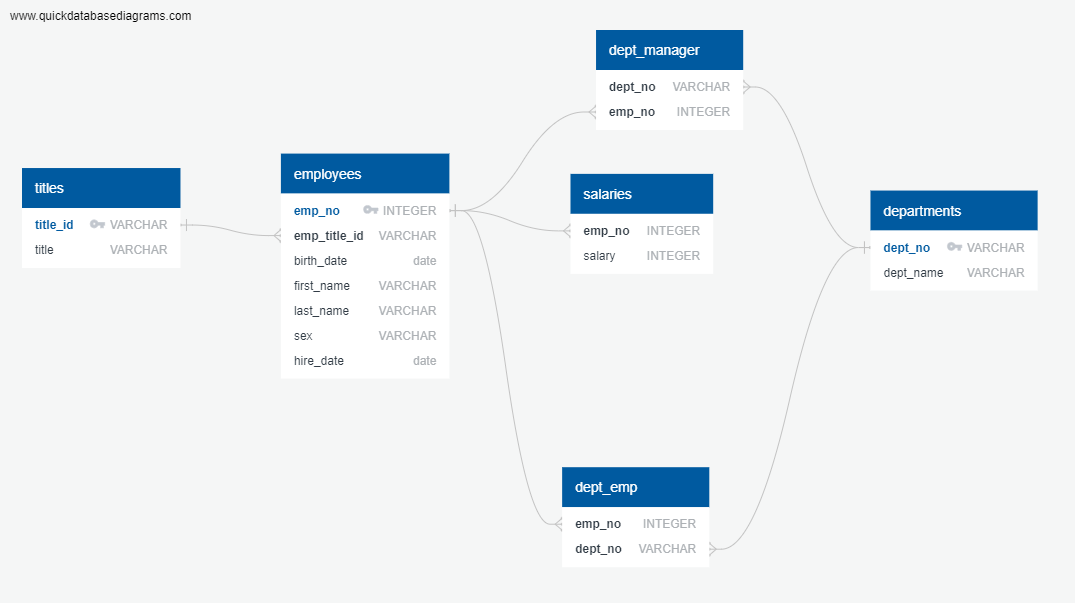 www.quickdatabasediagrams.com
titles
title_id VARCHAR
title VARCHAR
employees
emp_no INTEGER
emp_title_id VARCHAR
birth_date date
first_name VARCHAR
last_name VARCHAR
sex VARCHAR
hire_date date
dept_manager
dept_no VARCHAR
emp_no INTEGER
salaries
emp_no INTEGER
salary INTEGER
departments
dept_no VARCHAR
dept_name VARCHAR
dept_emp
emp_no INTEGER
dept_no VARCHAR